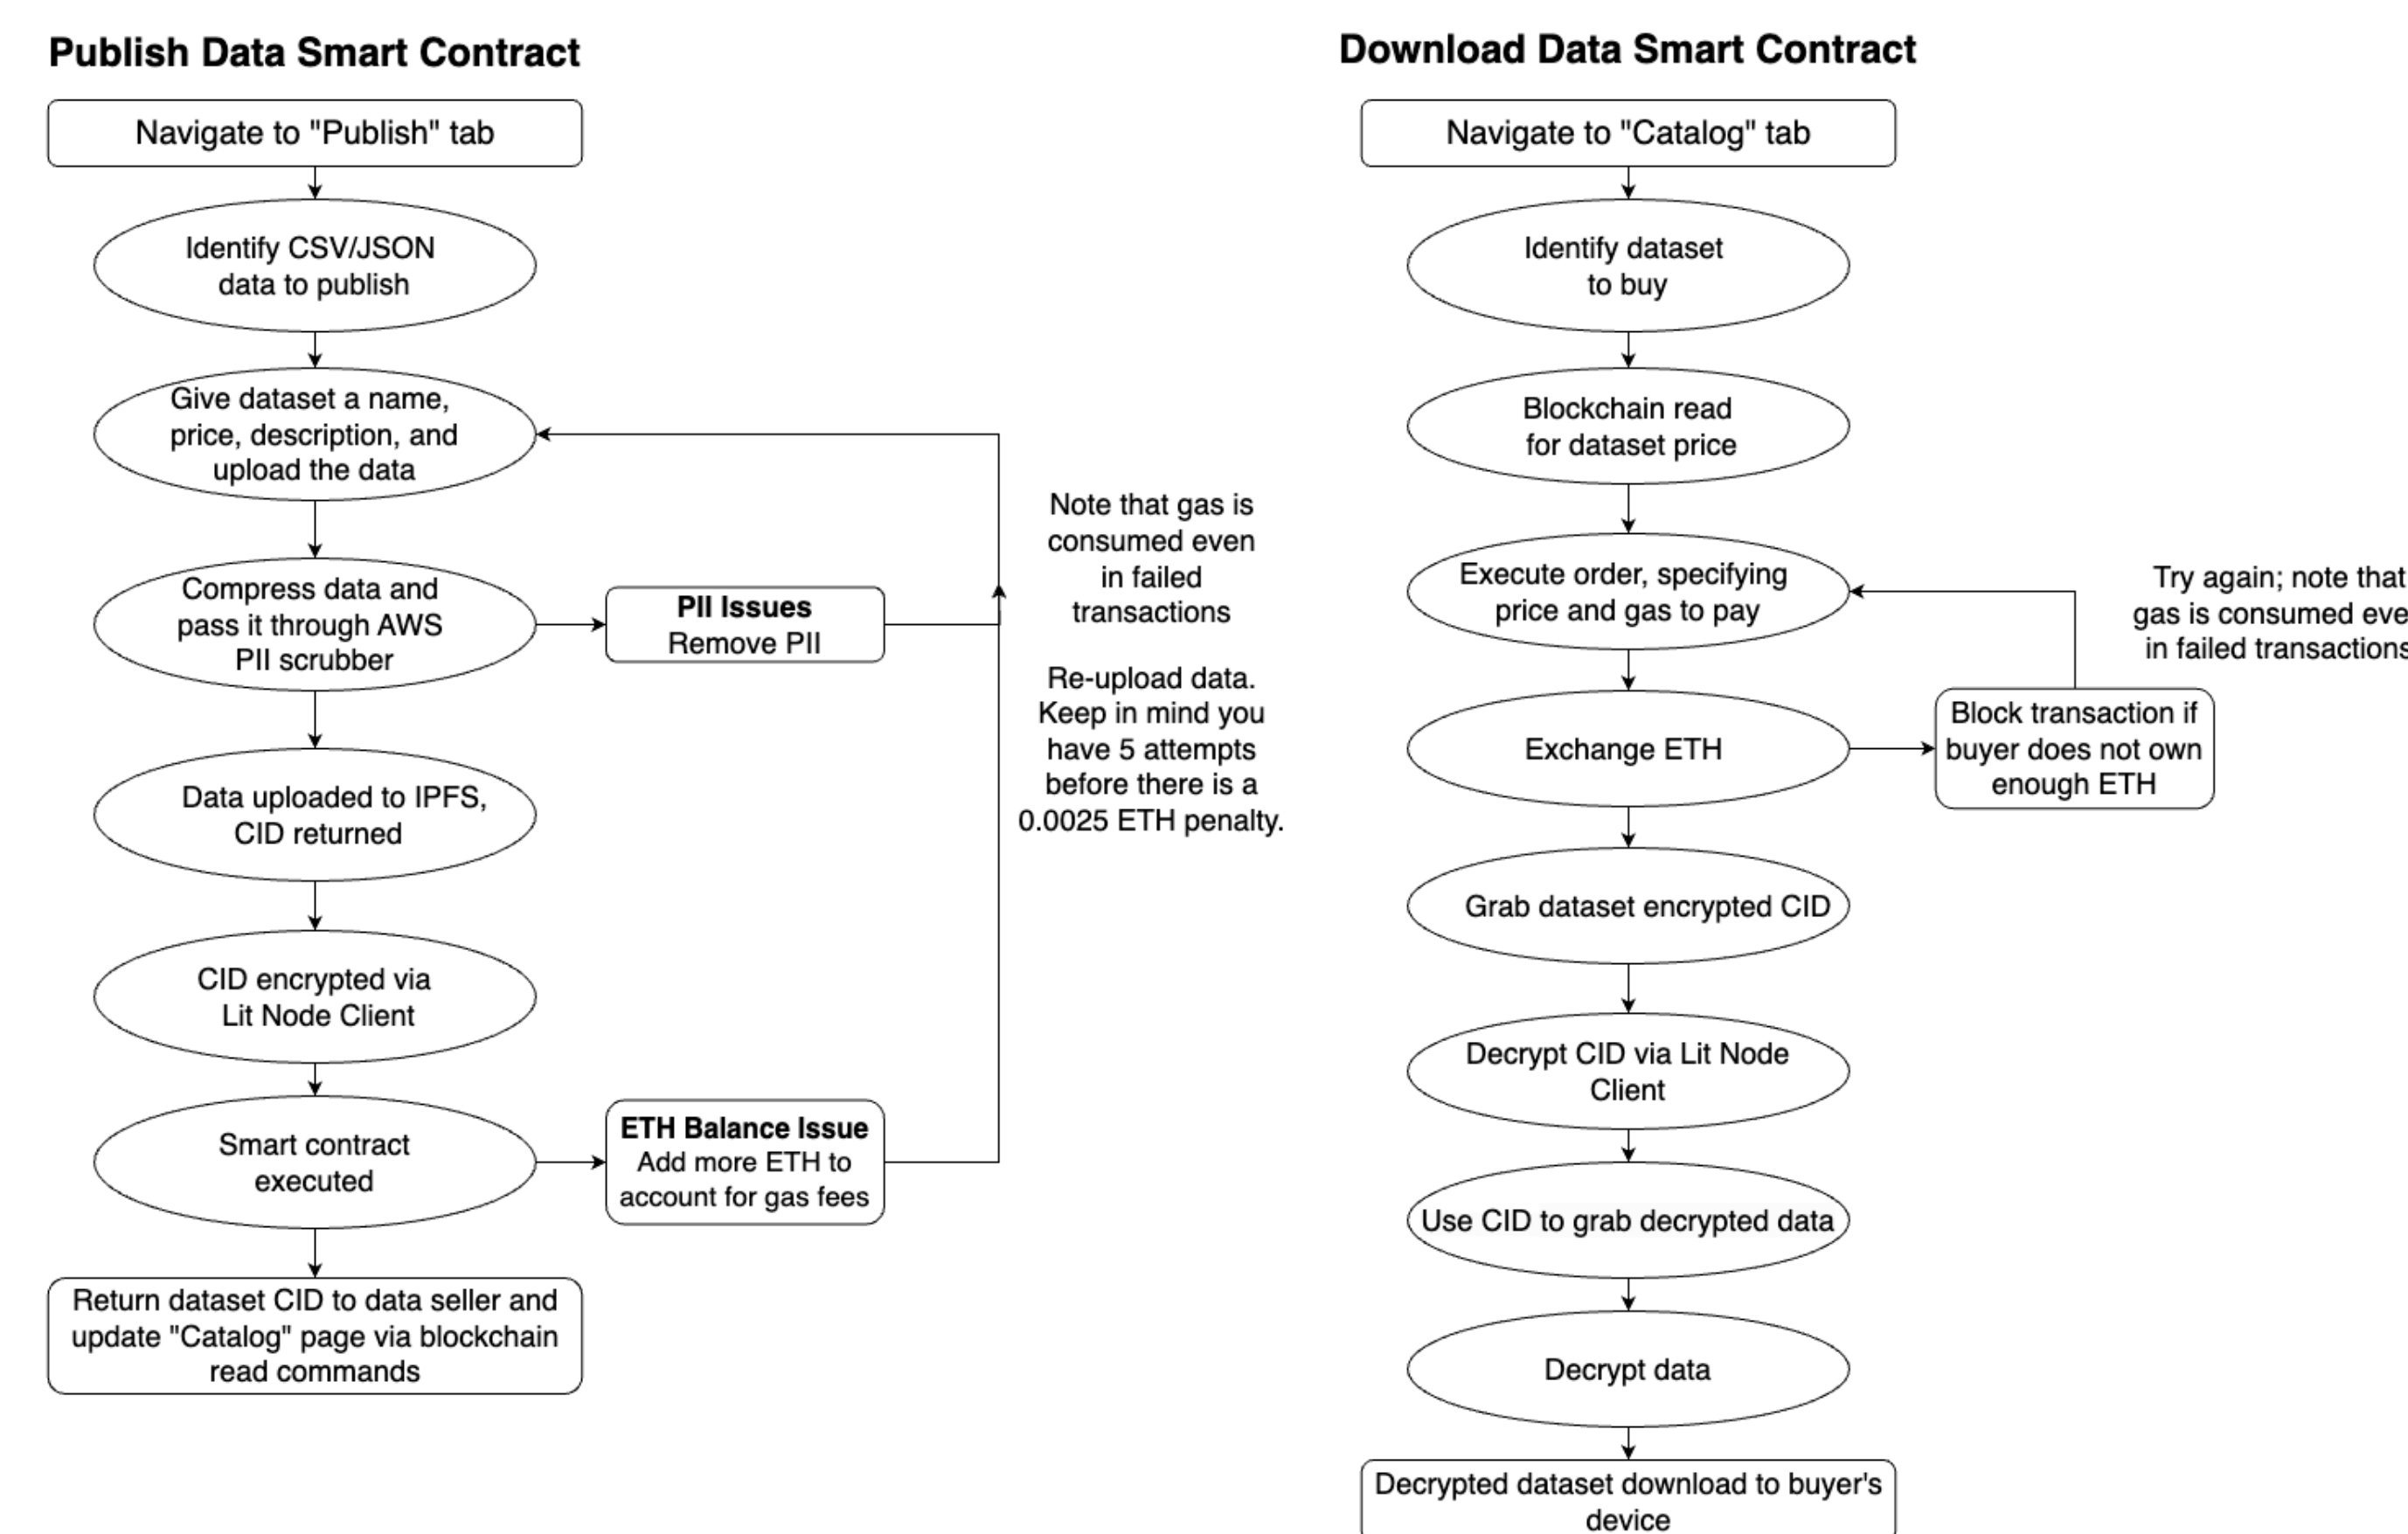 Publish Data Smart Contract
Navigate to "Publish" tab
Identify CSV/JSON
data to publish
Give dataset a name,
price, description, and
upload the data
Compress data and
pass it through AWS
PII scrubber
PII Issues
Remove PII
Data uploaded to IPFS,
CID returned
CID encrypted via
Lit Node Client
Smart contract
executed
ETH Balance Issue
Add more ETH to
account for gas fees
Return dataset CID to data seller and
update "Catalog" page via blockchain
read commands
Note that gas is
consumed even
in failed
transactions
Re-upload data.
Keep in mind you
have 5 attempts
before there is a
0.0025 ETH penalty.
Download Data Smart Contract
Navigate to "Catalog" tab
Identify dataset
to buy
Blockchain read
for dataset price
Execute order, specifying
price and gas to pay
Try again; note that
gas is consumed eve
in failed transactions
Exchange ETH
Block transaction if
buyer does not own
enough ETH
Grab dataset encrypted CID
Decrypt CID via Lit Node
Client
Use CID to grab decrypted data
Decrypt data
Decrypted dataset download to buyer's
device